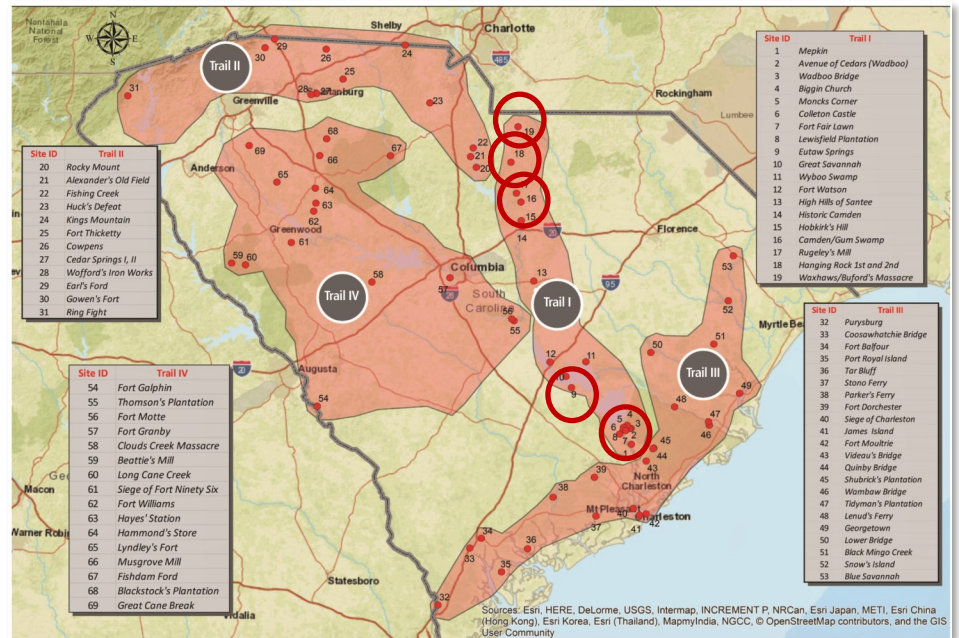 Nantahala
National
Forest
N
W
E
S
Shelby
Charlotte
485
Trail II
29
30
26
24
25
28
27
tanburg
31
Greenville
23
Rockingham
Lumbee
19
22
21
20
18
16
15
14
68
69
66
67
Anderson
65
64
63
62
Greenwood
61
59
60
58
20
Florence
Columbia
57
20
South
Carolina
56
55
13
95
Trail IV
Trail I
53
52
Myrtle Bea
51
50
Trail III
49
48
47
46
12
11
10
9
Augusta
20
54
5
4
6
3
8
7
2
1
45
44
43
North
Charleston
39
38
37
Mt Pleasant
40
Charleston
42
41
36
35
34
33
32
Macon
Warner Robi
Statesboro
Vidalia
Site ID Trail I
1 Mepkin
2 Avenue of Cedars (Wadboo)
3 Wadboo Bridge
4 Biggin Church
5 Moncks Corner
6 Colleton Castle
7 Fort Fair Lawn
8 Lewisfield Plantation
9 Eutaw Springs
10 Great Savannah
11 Wyboo Swamp
12 Fort Watson
13 High Hills of Santee
14 Historic Camden
15 Hobkirk's Hill
16 Camden/Gum Swamp
17 Rugeley's Mill
18 Hanging Rock 1st and 2nd
19 Waxhaws/Buford's Massacre
Site ID Trail II
20 Rocky Mount
21 Alexander's Old Field
22 Fishing Creek
23 Huck's Defeat
24 Kings Mountain
25 Fort Thicketty
26 Cowpens
27 Cedar Springs I, II
28 Wofford's Iron Works
29 Earl's Ford
30 Gowen's Fort
31 Ring Fight
Site ID Trail III
32 Purysburg
33 Coosawhatchie Bridge
34 Fort Balfour
35 Port Royal Island
36 Tar Bluff
37 Stono Ferry
38 Parker's Ferry
39 Fort Dorchester
40 Siege of Charleston
41 James Island
42 Fort Moultrie
43 Videau's Bridge
44 Quinby Bridge
45 Shubrick's Plantation
46 Wambaw Bridge
47 Tidyman's Plantation
48 Lenud's Ferry
49 Georgetown
50 Lower Bridge
51 Black Mingo Creek
52 Snow's Island
53 Blue Savannah
Site ID Trail IV
54 Fort Galphin
55 Thomson's Plantation
56 Fort Motte
57 Fort Granby
58 Clouds Creek Massacre
59 Beattie's Mill
60 Long Cane Creek
61 Siege of Fort Ninety Six
62 Fort Williams
63 Hayes' Station
64 Hammond's Store
65 Lyndley's Fort
66 Musgrove Mill
67 Fishdam Ford
68 Blackstock's Plantation
69 Great Cane Break
Sources: Esri, HERE, DeLorme, USGS, Intermap, INCREMENT P, NRCan, Esri Japan, METI, Esri China
(Hong Kong), Esri Korea, Esri (Thailand), MapmyIndia, NGCC, © OpenStreetMap contributors, and the GIS
User Community